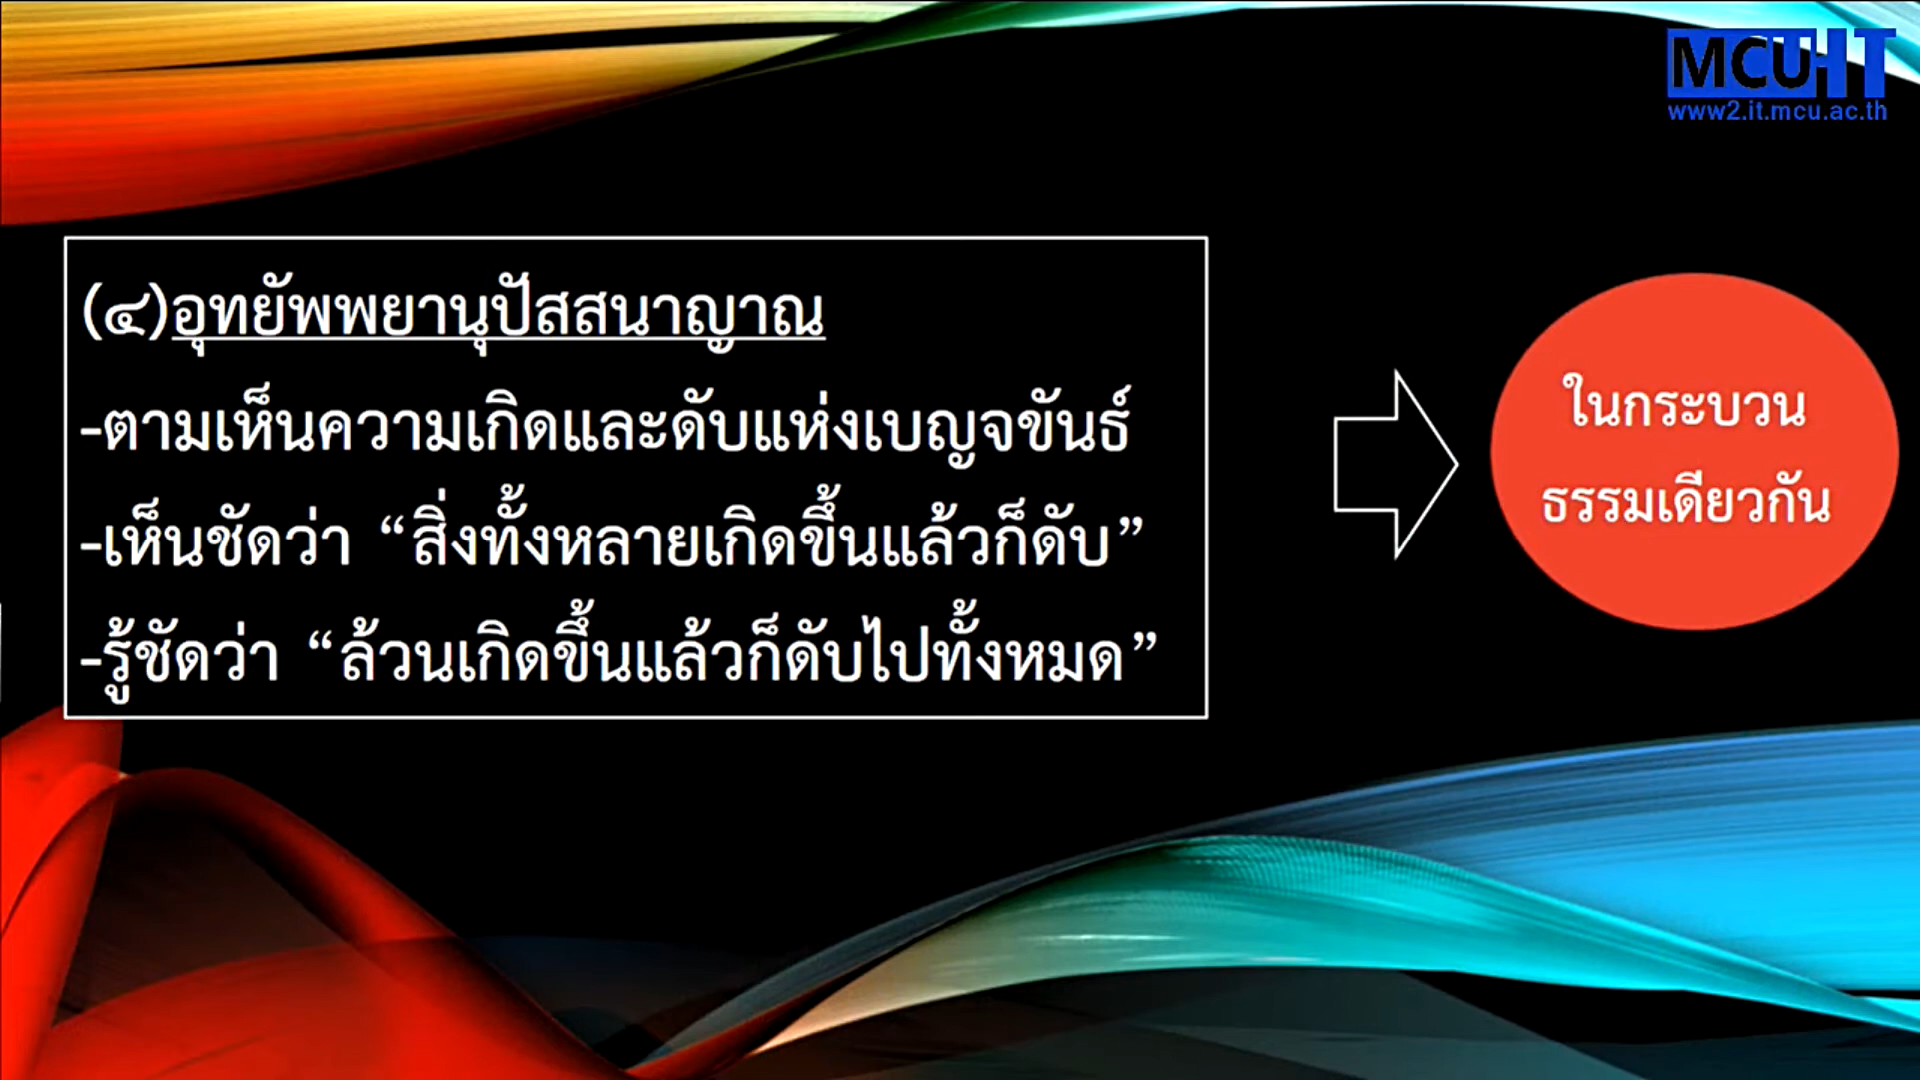 MCU-IT
www2.it.mcu.ac.th
(๔)อุทยัพพยานุปัสสนาญาณ
-ตามเห็นความเกิดและดับแห่งเบญจขันธ์
-เห็นชัดว่า “สิ่งทั้งหลายเกิดขึ้นแล้วก็ดับ”
-รู้ชัดว่า “ล้วนเกิดขึ้นแล้วก็ดับไปทั้งหมด”
ในกระบวน
ธรรมเดียวกัน